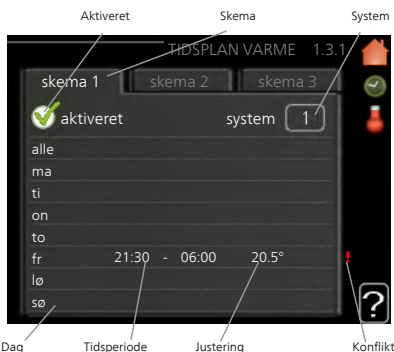 Aktiveret Skema System
TIDSPLAN VARME 1.3.1
skema 1 skema 2 skema 3
aktiveret system 1
alle
ma
ti
on
to
fr 21:30 - 06:00 20.5°
lø
sø
?
Dag Tidsperiode Justering Konflikt